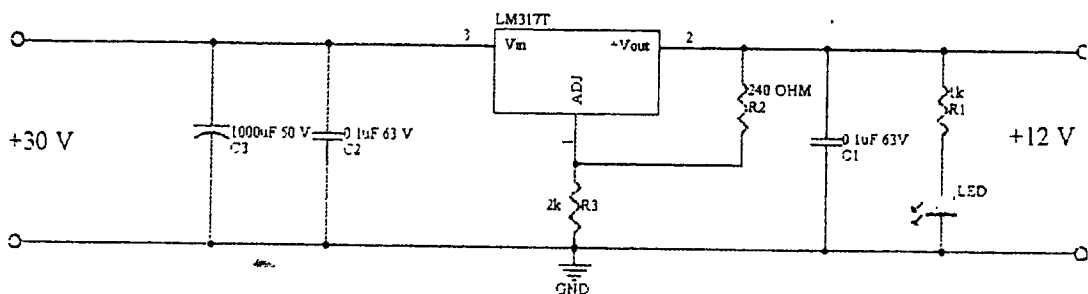 LM317T
3
Vin
+Vout
2
ADJ
1
+30 V
1000uF 50 V
C3
0.1uF 63 V
C2
240 OHM
R2
0.1uF 63V
C1
1k
R1
+12 V
LED
2k
R3
GND